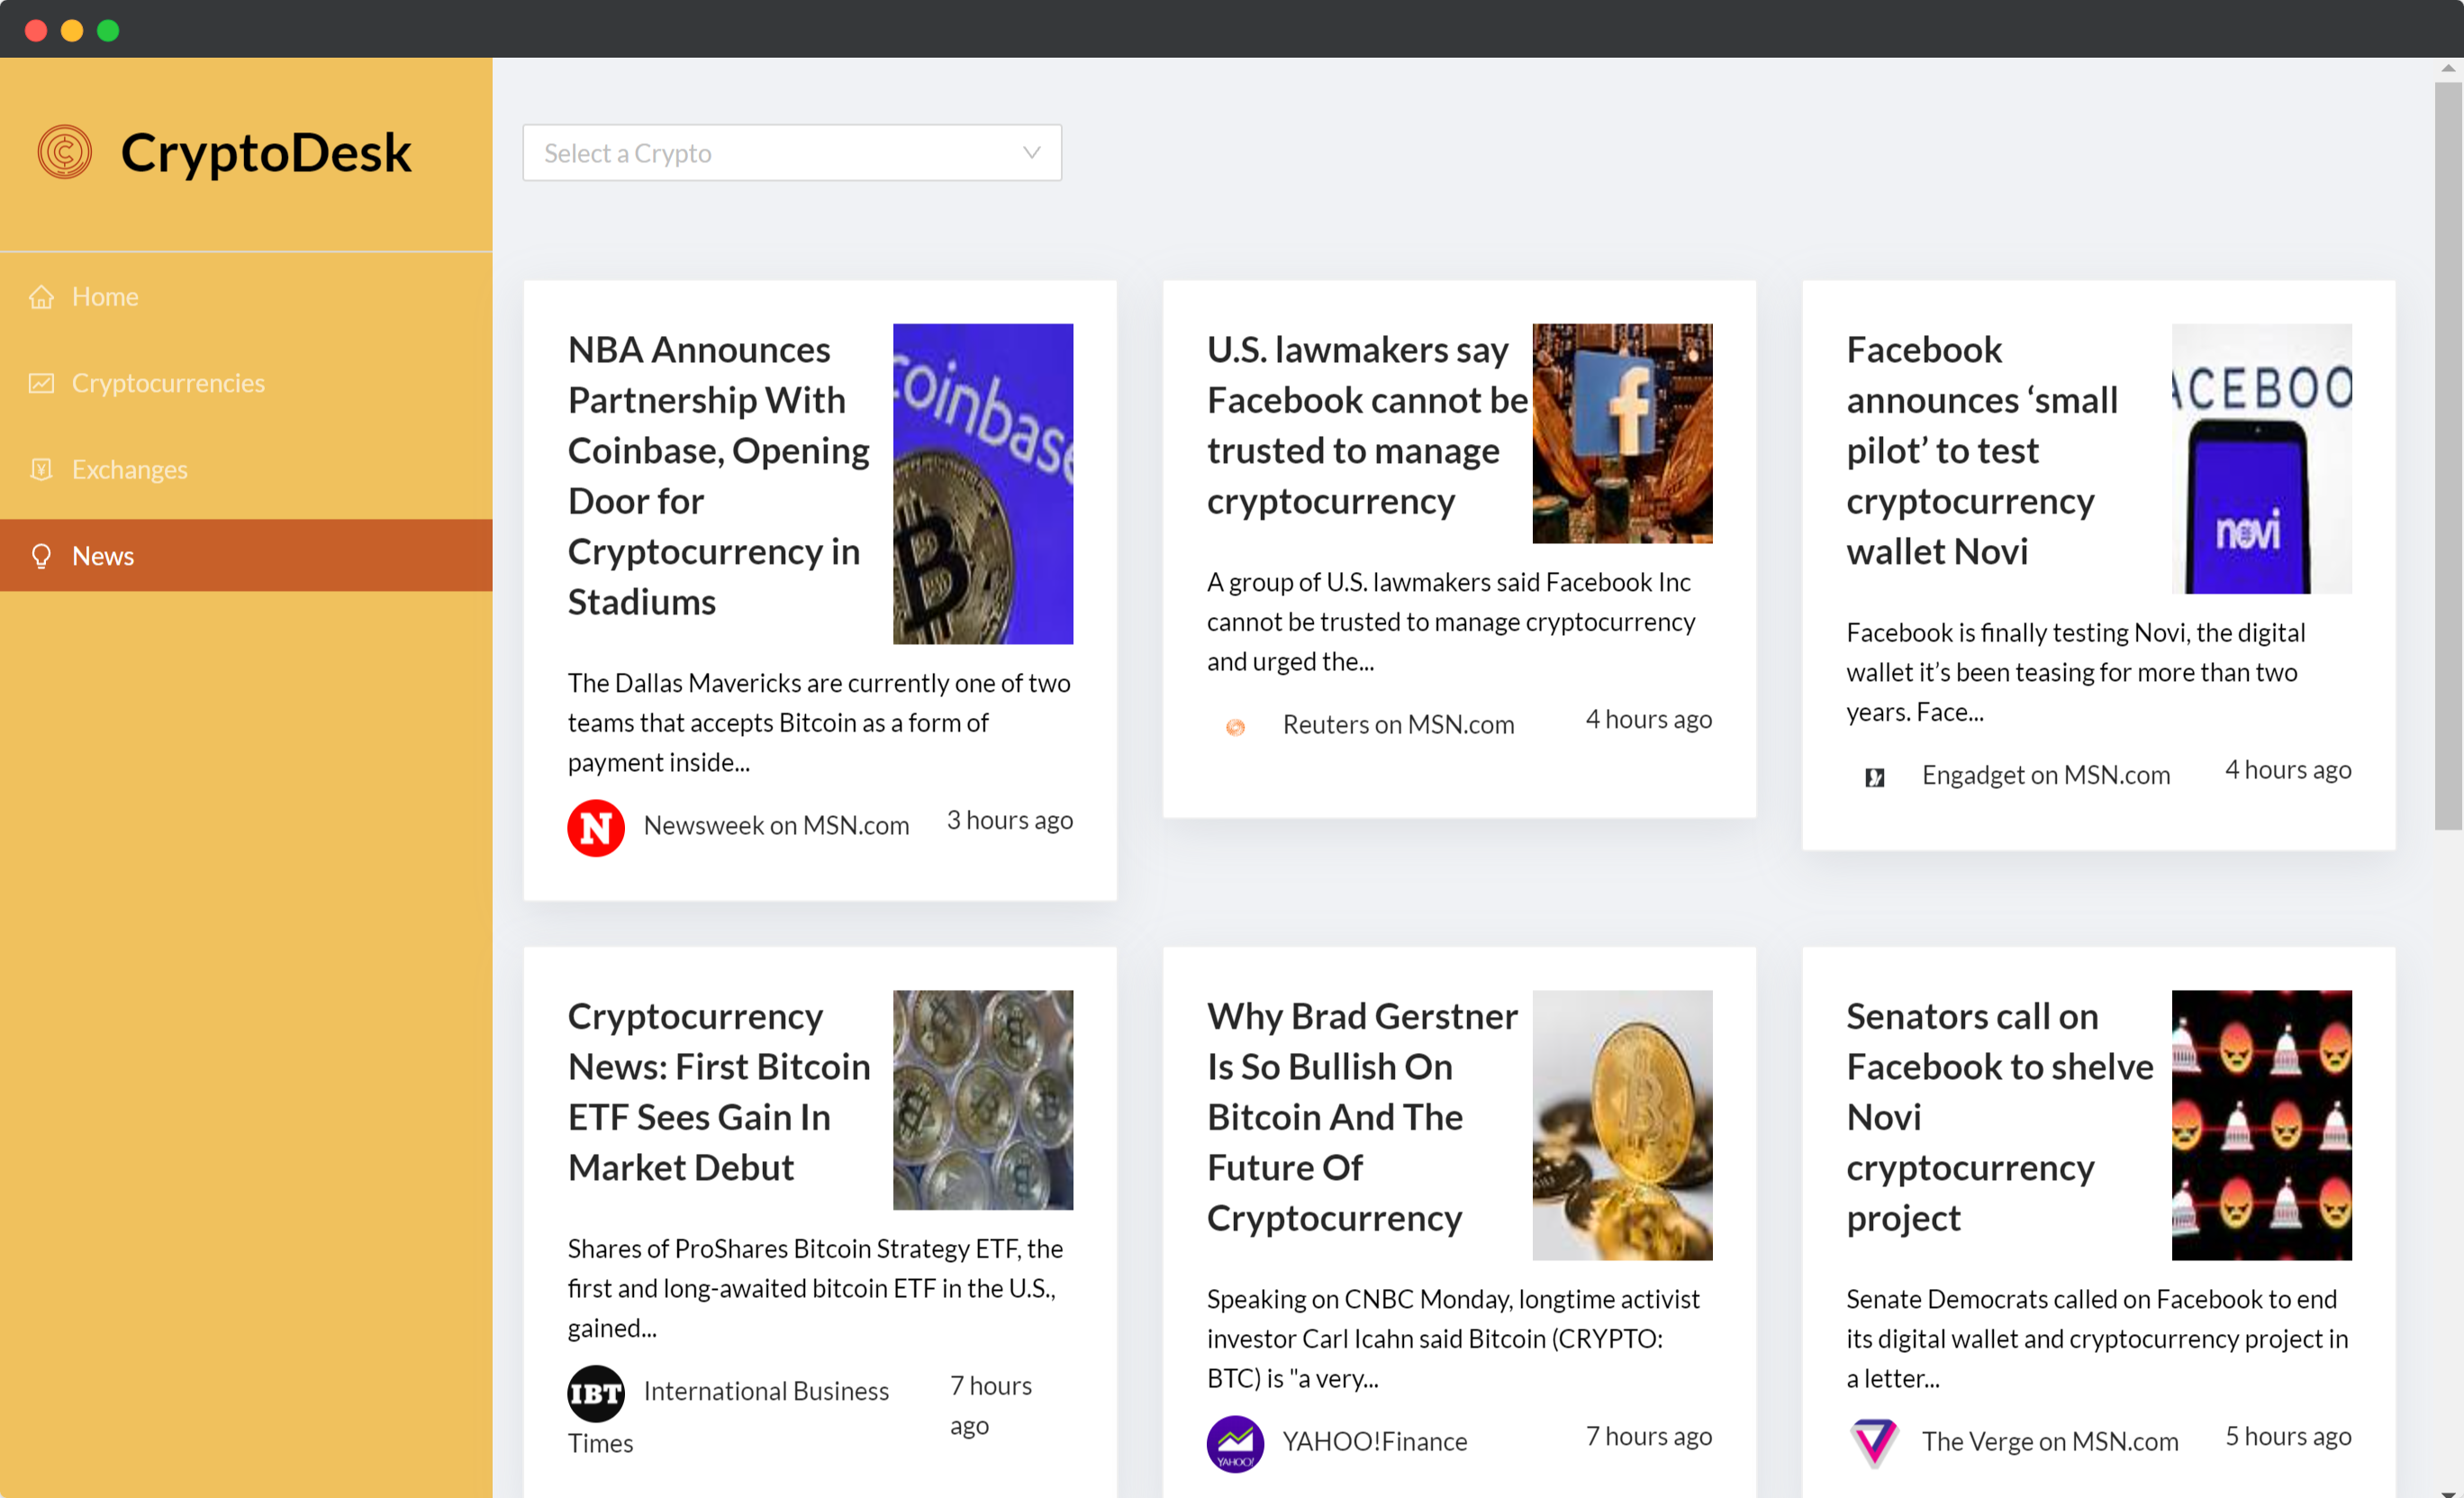 CryptoDesk
Select a Crypto
Home
Cryptocurrencies
Exchanges
News
NBA Announces
Partnership With
Coinbase, Opening
Door for
Cryptocurrency in
Stadiums
coinbase
The Dallas Mavericks are currently one of two
teams that accepts Bitcoin as a form of
payment inside...
N
Newsweek on MSN.com
3 hours ago
U.S. lawmakers say
Facebook cannot be
trusted to manage
cryptocurrency
f
A group of U.S. lawmakers said Facebook Inc
cannot be trusted to manage cryptocurrency
and urged the...
Reuters on MSN.com
4 hours ago
Facebook
announces ‘small
pilot’ to test
cryptocurrency
wallet Novi
ACEBOO
novi
Facebook is finally testing Novi, the digital
wallet it’s been teasing for more than two
years. Face...
Engadget on MSN.com
4 hours ago
Cryptocurrency
News: First Bitcoin
ETF Sees Gain In
Market Debut
Shares of ProShares Bitcoin Strategy ETF, the
first and long-awaited bitcoin ETF in the U.S.,
gained...
IBT
International Business
Times
7 hours
ago
Why Brad Gerstner
Is So Bullish On
Bitcoin And The
Future Of
Cryptocurrency
Speaking on CNBC Monday, longtime activist
investor Carl Icahn said Bitcoin (CRYPTO:
BTC) is "a very...
YAHOO!
YAHOO!Finance
7 hours ago
Senators call on
Facebook to shelve
Novi
cryptocurrency
project
Senate Democrats called on Facebook to end
its digital wallet and cryptocurrency project in
a letter...
The Verge on MSN.com
5 hours ago